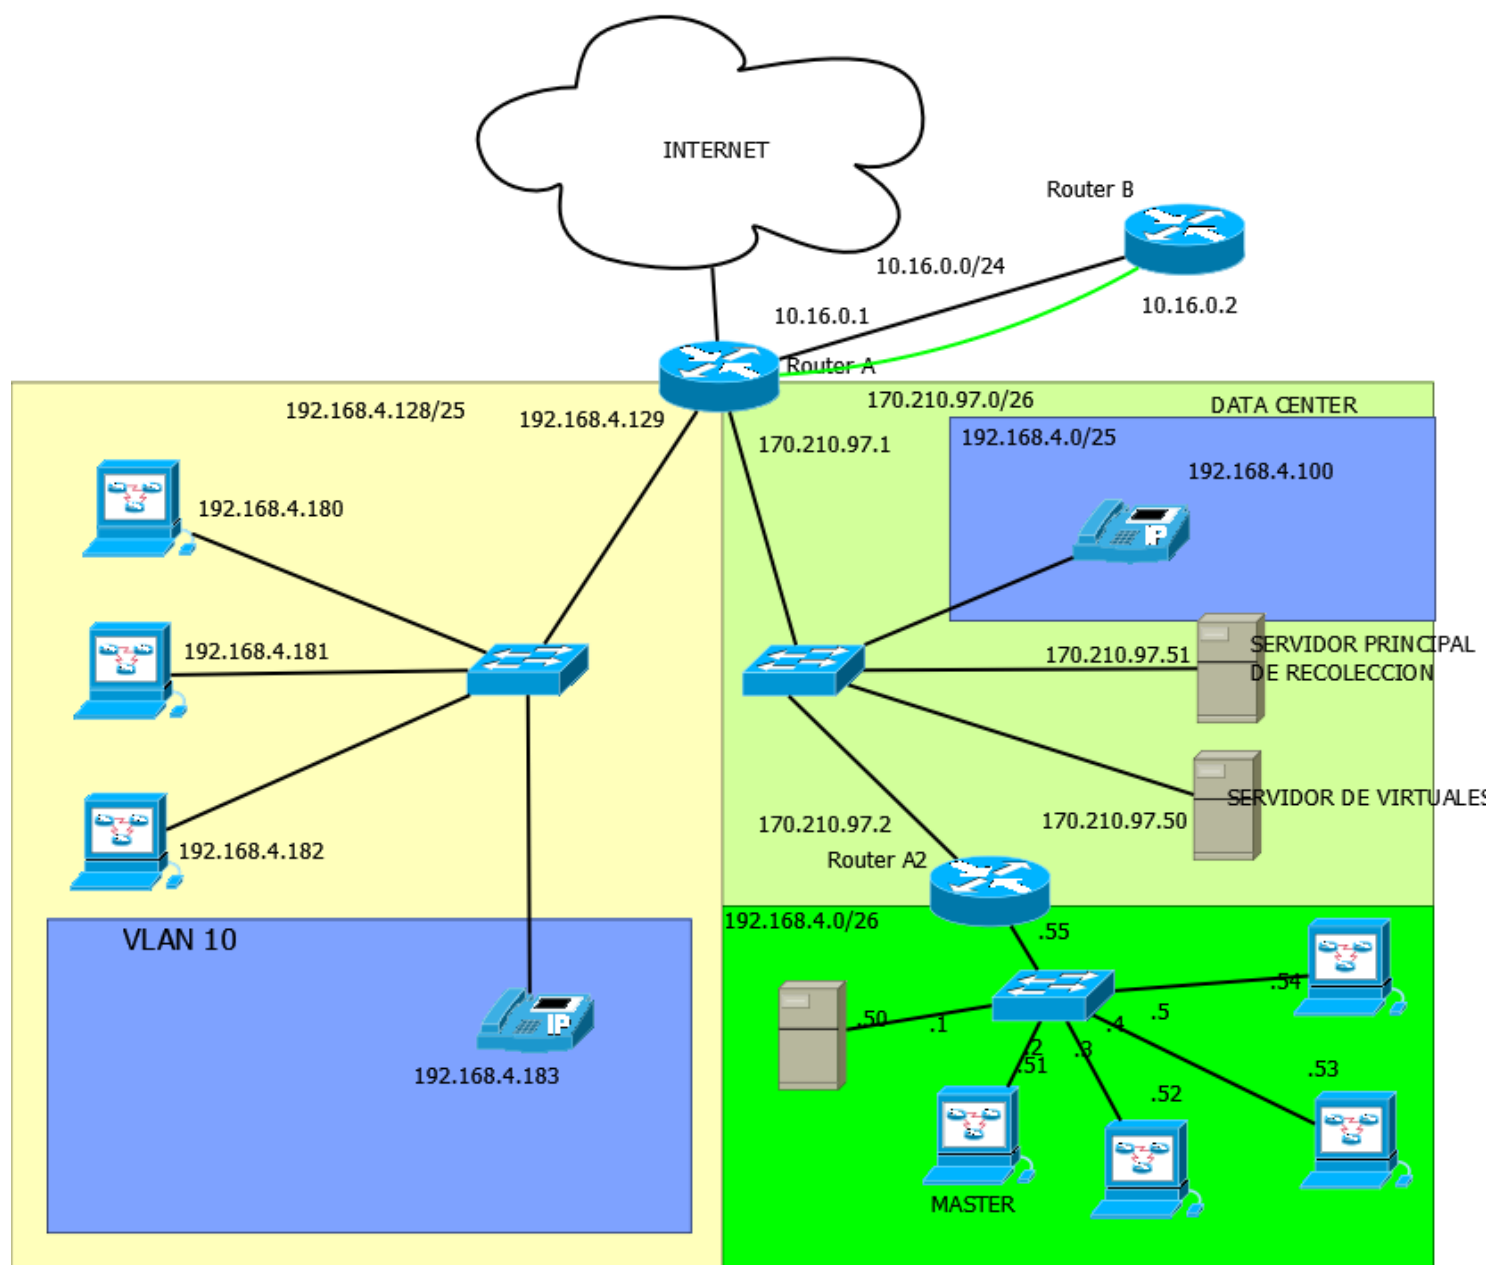 INTERNET
Router B
10.16.0.0/24
10.16.0.2
10.16.0.1
Router A
192.168.4.128/25
192.168.4.129
170.210.97.0/26
DATA CENTER
170.210.97.1
192.168.4.0/25
192.168.4.100
IP
192.168.4.180
192.168.4.181
192.168.4.182
170.210.97.51
SERVIDOR PRINCIPAL
DE RECOLECCION
SERVIDOR DE VIRTUALES
170.210.97.50
170.210.97.2
Router A2
VLAN 10
IP
192.168.4.183
192.168.4.0/26
.55
.50
.1
.2
.51
.3
.4
.5
.54
.53
.52
MASTER